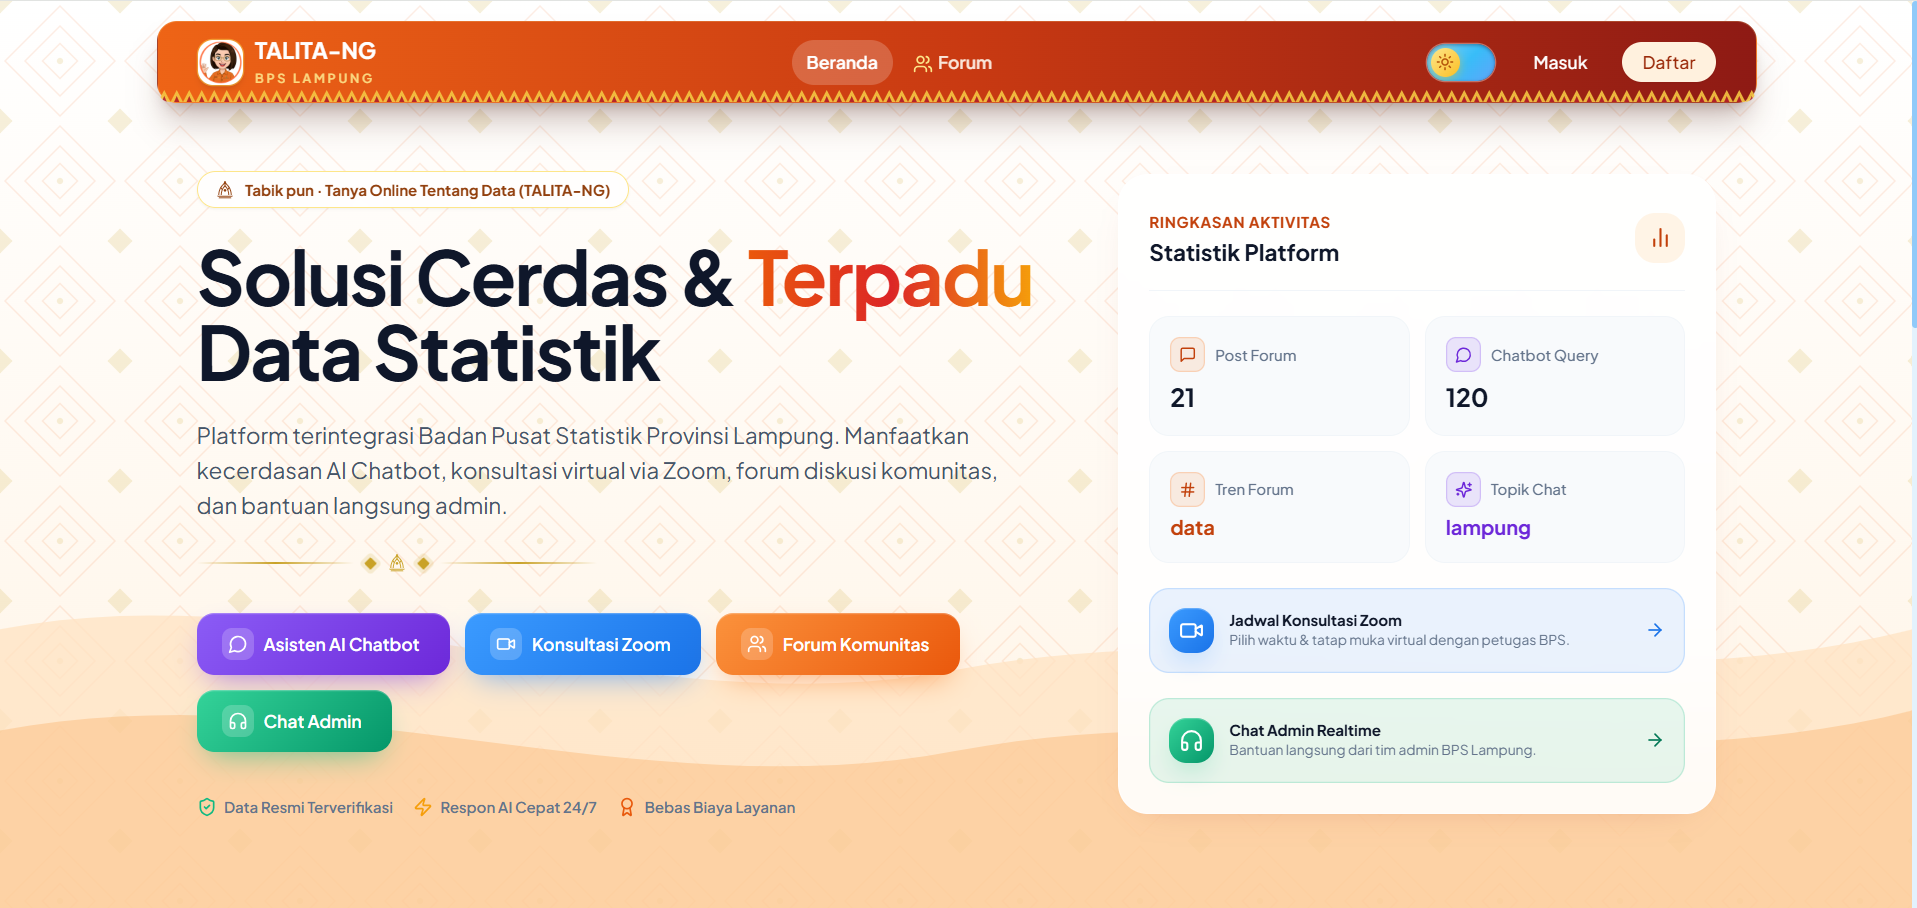 TALITA-NG
BPS LAMPUNG
Beranda
Forum
Masuk
Daftar
Tabik pun · Tanya Online Tentang Data (TALITA-NG)
Solusi Cerdas & Terpadu
Data Statistik
Platform terintegrasi Badan Pusat Statistik Provinsi Lampung. Manfaatkan
kecerdasan AI Chatbot, konsultasi virtual via Zoom, forum diskusi komunitas,
dan bantuan langsung admin.
Asisten AI Chatbot
Konsultasi Zoom
Forum Komunitas
Chat Admin
Data Resmi Terverifikasi
Respon AI Cepat 24/7
Bebas Biaya Layanan
RINGKASAN AKTIVITAS
Statistik Platform
Post Forum
21
Chatbot Query
120
Tren Forum
data
Topik Chat
lampung
Jadwal Konsultasi Zoom
Pilih waktu & tatap muka virtual dengan petugas BPS.
Chat Admin Realtime
Bantuan langsung dari tim admin BPS Lampung.